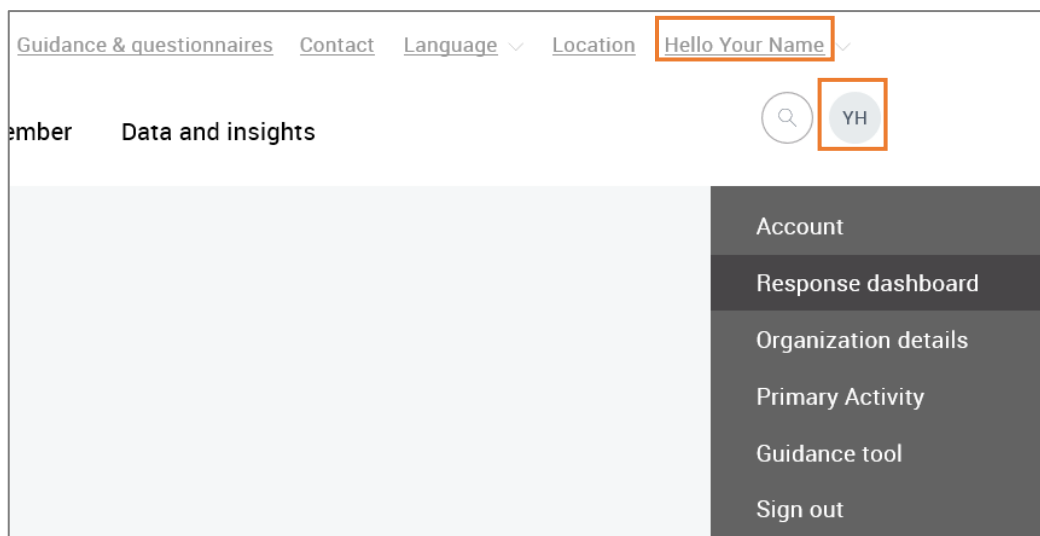 Guidance & questionnaires Contact Language Location Hello Your Name
ember Data and insights YH
Account
Response dashboard
Organization details
Primary Activity
Guidance tool
Sign out